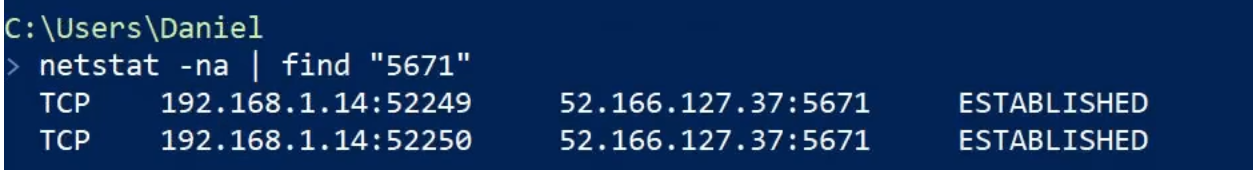 C:\Users\Daniel
> netstat -na | find "5671"
TCP 192.168.1.14:52249 52.166.127.37:5671 ESTABLISHED
TCP 192.168.1.14:52250 52.166.127.37:5671 ESTABLISHED